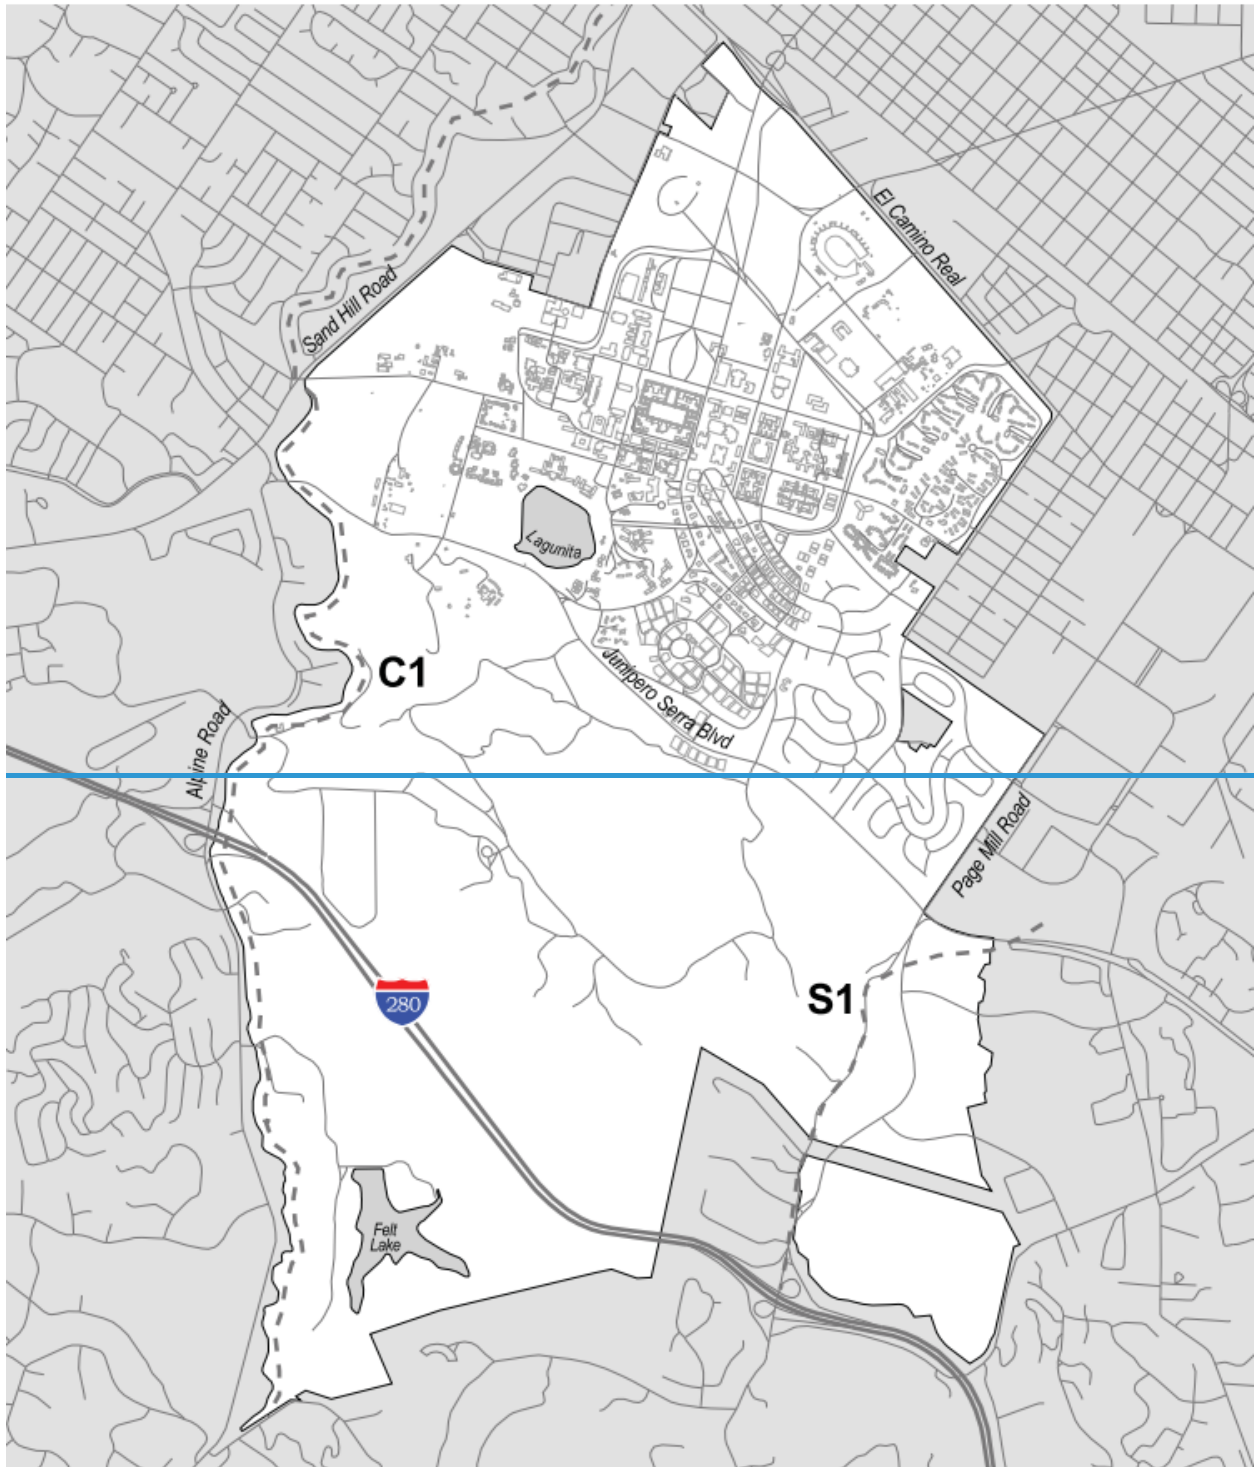 El Camino Real
Sand Hill Road
Lagunita
C1
Junipero Serra Blvd
Alpine Road
Page Mill Road
S1
280
Felt
Lake